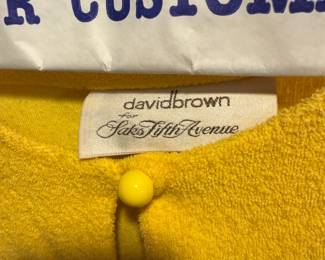 R CUSTOM
davidbrown
for
Saks Fifth Avenue